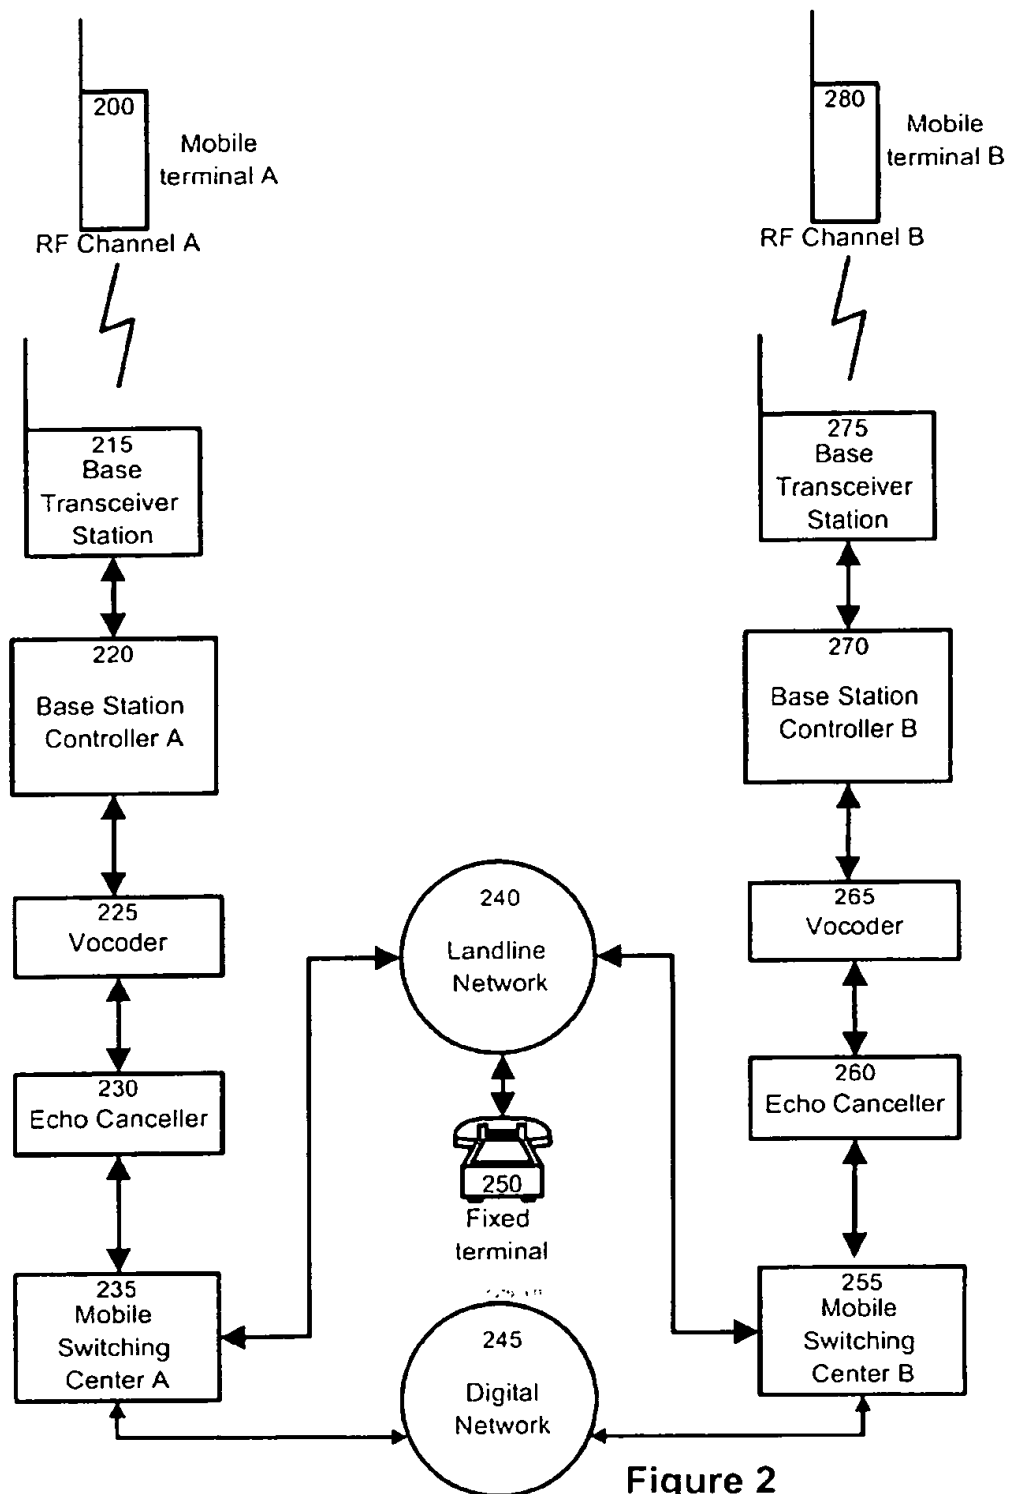 200
Mobile
terminal A
RF Channel A
280
Mobile
terminal B
RF Channel B
215
Base
Transceiver
Station
275
Base
Transceiver
Station
220
Base Station
Controller A
270
Base Station
Controller B
225
Vocoder
265
Vocoder
240
Landline
Network
230
Echo Canceller
260
Echo Canceller
250
Fixed
terminal
235
Mobile
Switching
Center A
255
Mobile
Switching
Center B
245
Digital
Network
Figure 2